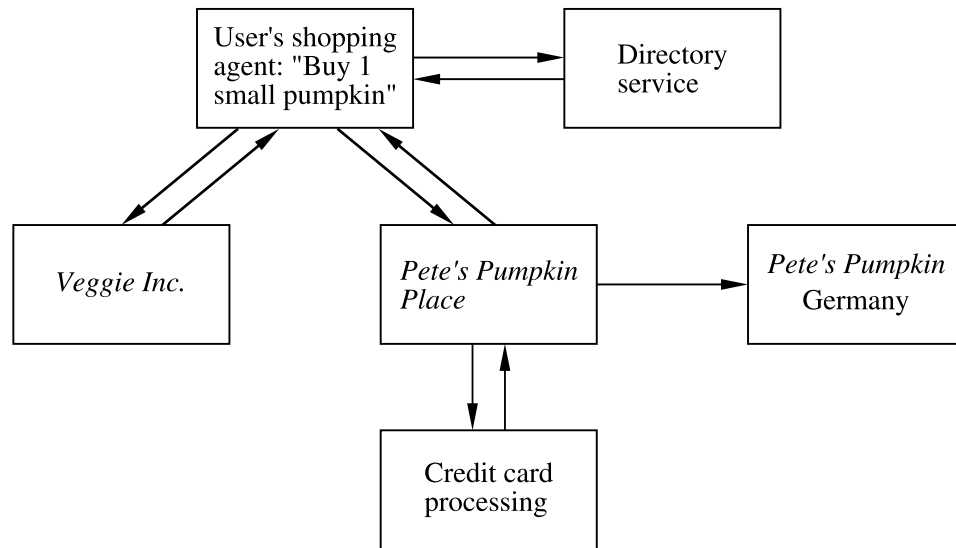 User's shopping
agent: "Buy 1
small pumpkin"
Directory
service
Veggie Inc.
Pete's Pumpkin
Place
Pete's Pumpkin
Germany
Credit card
processing